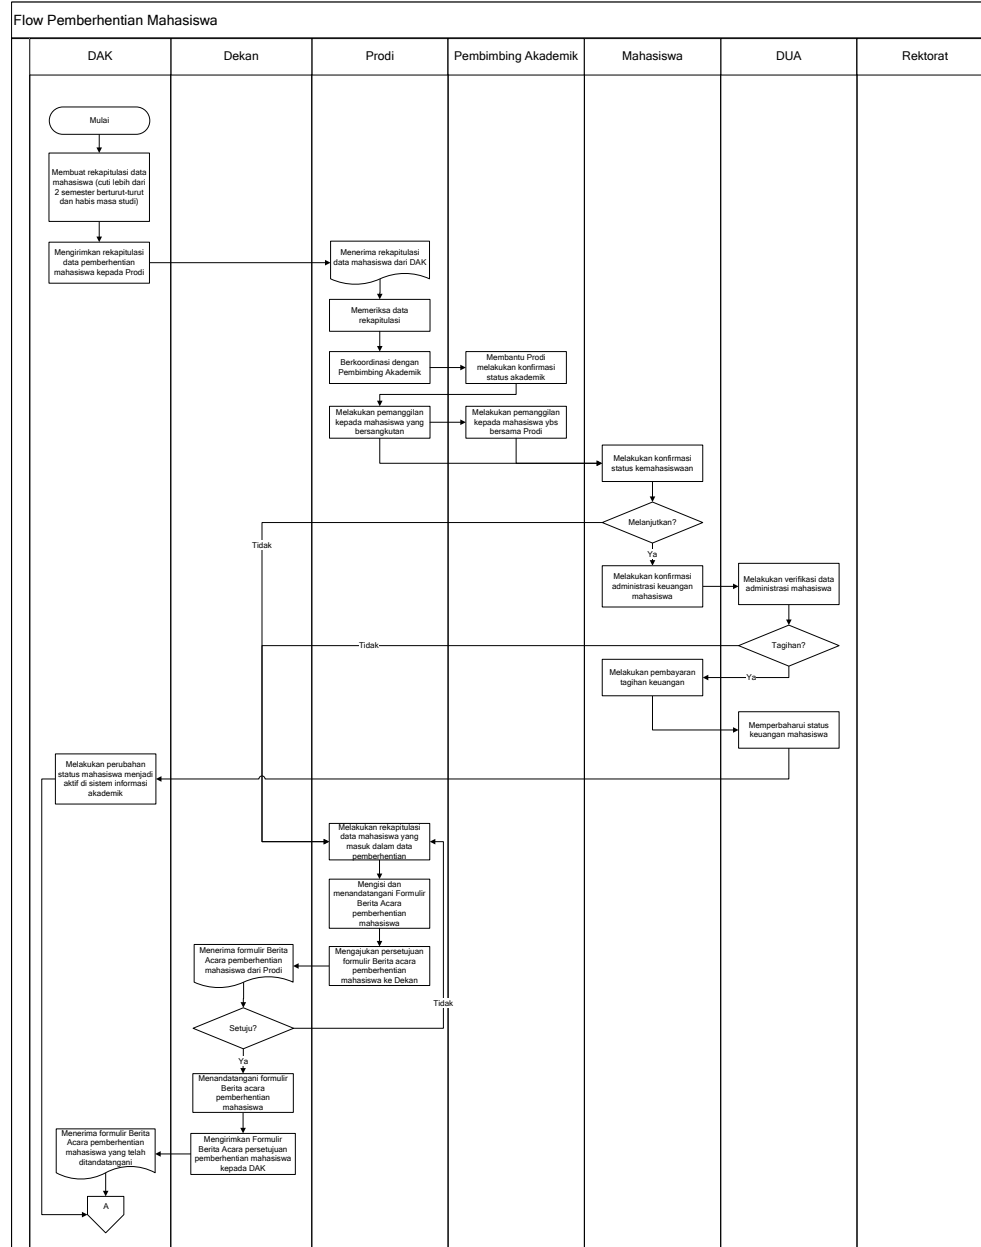 Flow Pemberhentian Mahasiswa
DAK
Dekan
Prodi
Pembimbing Akademik
Mahasiswa
DUA
Rektorat
Mulai
Membuat rekapitulasi data
mahasiswa (cuti lebih dari
2 semester berturut-turut
dan habis masa studi)
Mengirimkan rekapitulasi
data pemberhentian
mahasiswa kepada Prodi
Menerima rekapitulasi
data mahasiswa dari DAK
Memeriksa data
rekapitulasi
Berkoordinasi dengan
Pembimbing Akademik
Membantu Prodi
melakukan konfirmasi
status akademik
Melakukan pemanggilan
kepada mahasiswa yang
bersangkutan
Melakukan pemanggilan
kepada mahasiswa ybs
bersama Prodi
Melakukan konfirmasi
status kemahasiswaan
Melanjutkan?
Tidak
Ya
Melakukan konfirmasi
administrasi keuangan
mahasiswa
Melakukan verifikasi data
administrasi mahasiswa
Tagihan?
Tidak
Ya
Melakukan pembayaran
tagihan keuangan
Memperbaharui status
keuangan mahasiswa
Melakukan perubahan
status mahasiswa menjadi
aktif di sistem informasi
akademik
Melakukan rekapitulasi
data mahasiswa yang
masuk dalam data
pemberhentian
Mengisi dan
menandatangani Formulir
Berita Acara
pemberhentian
mahasiswa
Mengajukan persetujuan
formulir Berita acara
pemberhentian
mahasiswa ke Dekan
Menerima formulir Berita
Acara pemberhentian
mahasiswa dari Prodi
Tidak
Setuju?
Ya
Menandatangani formulir
Berita acara
pemberhentian
mahasiswa
Mengirimkan Formulir
Berita Acara persetujuan
pemberhentian mahasiswa
kepada DAK
Menerima formulir Berita
Acara pemberhentian
mahasiswa yang telah
ditandatangani
A